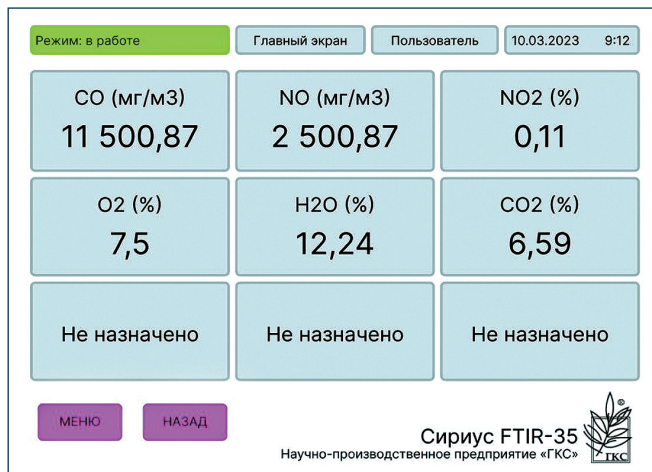 Режим: в работе
Главный экран
Пользователь
10.03.2023 9:12
CO (мг/м3)
11 500,87
NO (мг/м3)
2 500,87
NO2 (%)
0,11
O2 (%)
7,5
H2O (%)
12,24
CO2 (%)
6,59
Не назначено
Не назначено
Не назначено
МЕНЮ
НАЗАД
Сириус FTIR-35
Научно-производственное предприятие «ГКС»
®
ГКС